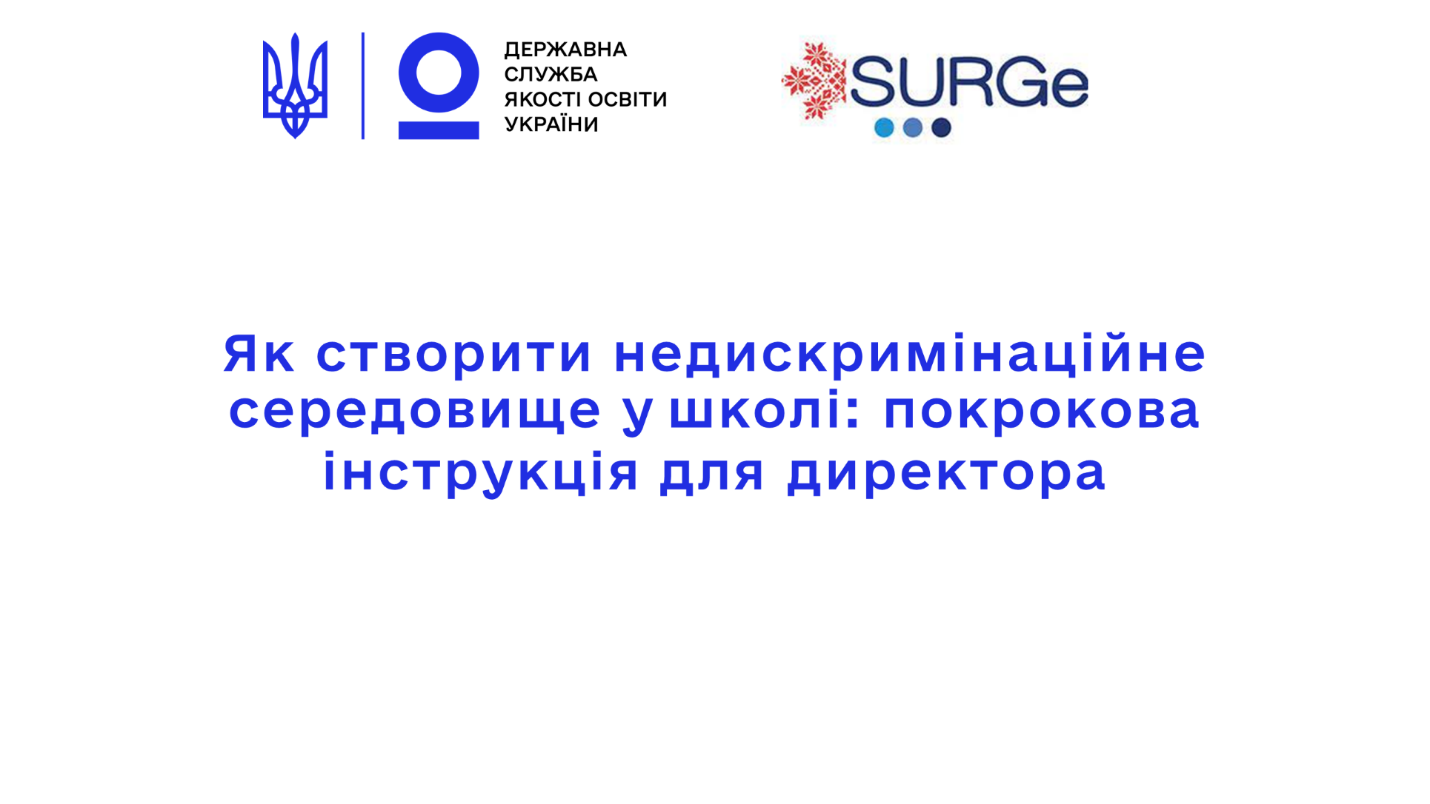 ДЕРЖАВНА
СЛУЖБА
ЯКОСТІ ОСВІТИ
УКРАЇНИ
SURGe
Як створити недискримінаційне
середовище у школі: покрокова
інструкція для директора